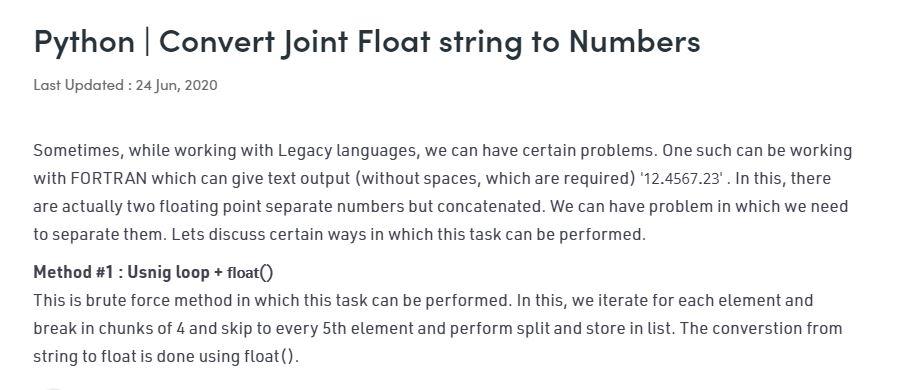 Python | Convert Joint Float string to Numbers
Last Updated : 24 Jun, 2020
Sometimes, while working with Legacy languages, we can have certain problems. One such can be working
with FORTRAN which can give text output (without spaces, which are required) '12.4567.23' . In this, there
are actually two floating point separate numbers but concatenated. We can have problem in which we need
to separate them. Lets discuss certain ways in which this task can be performed.
Method #1 : Usnig loop + float()
This is brute force method in which this task can be performed. In this, we iterate for each element and
break in chunks of 4 and skip to every 5th element and perform split and store in list. The converstion from
string to float is done using float().